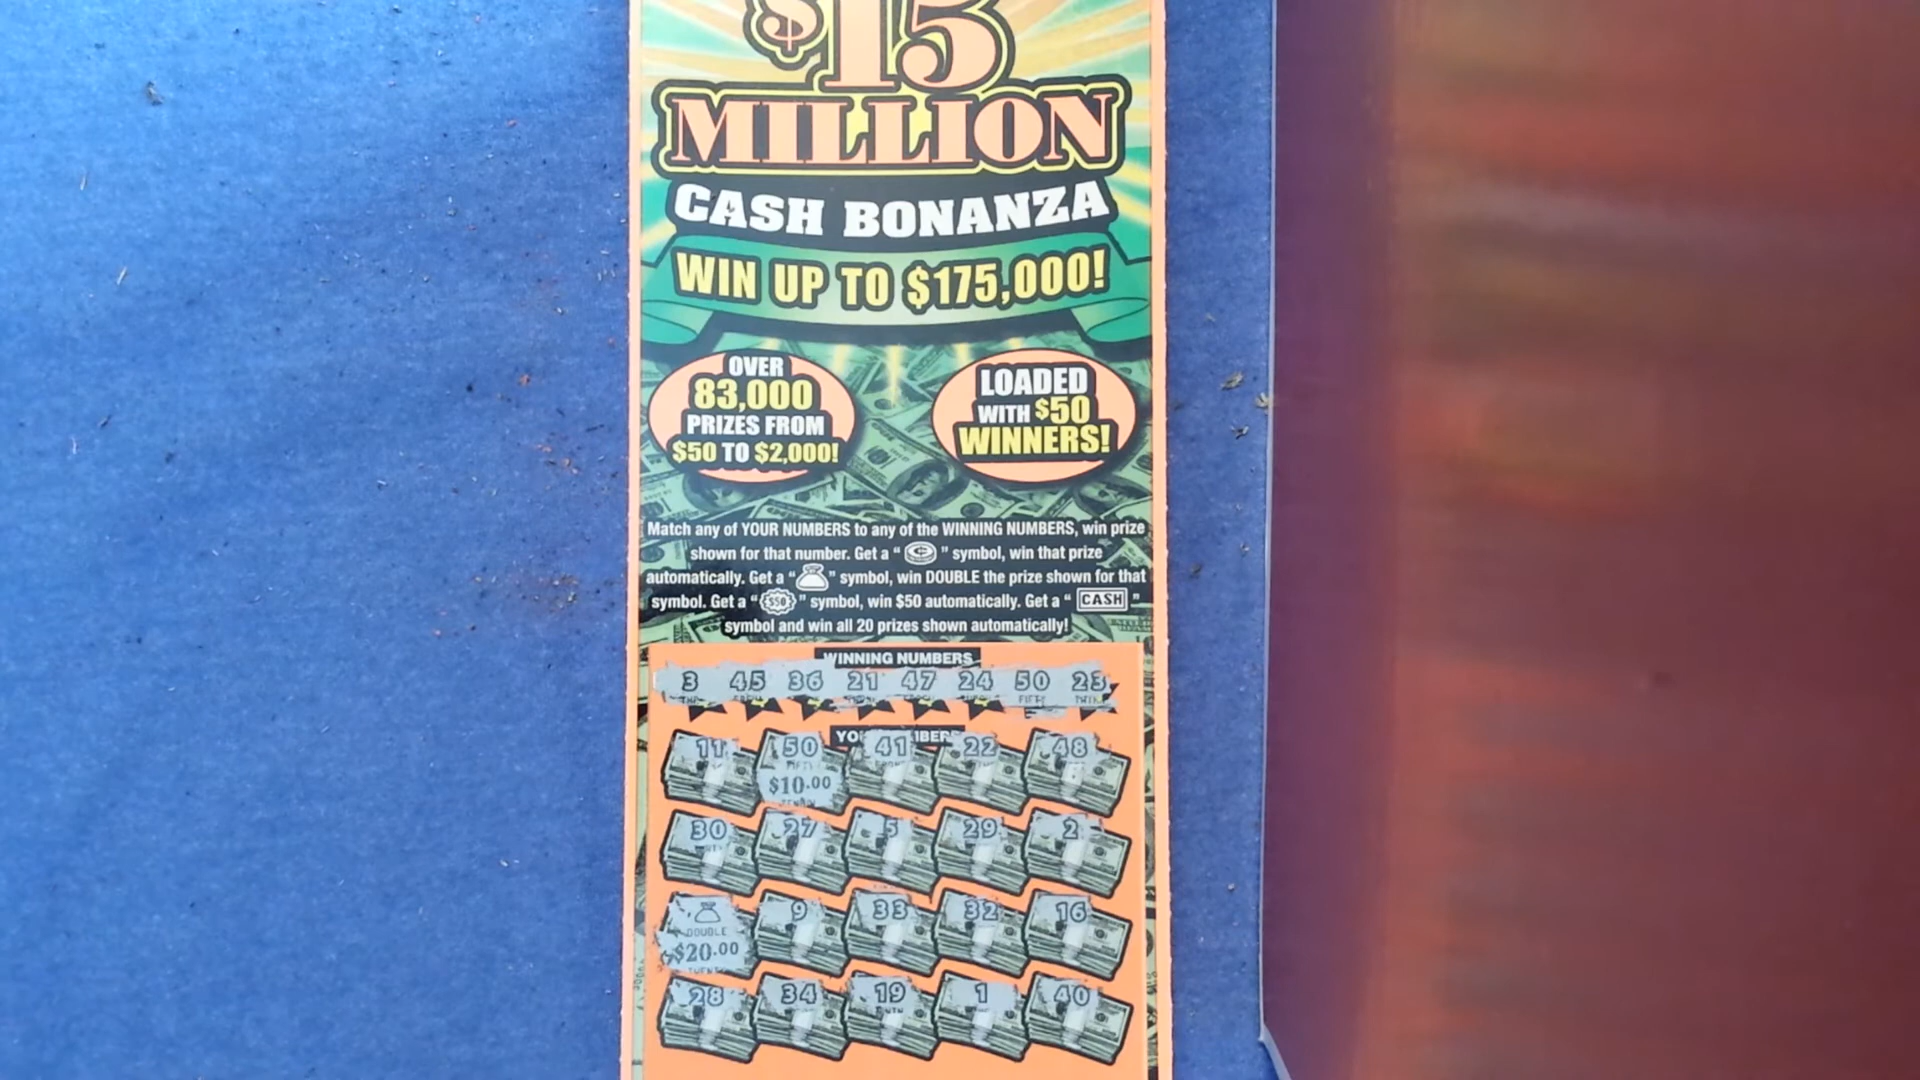 $15
MILLION
CASH BONANZA
WIN UP TO $175,000!
OVER
83,000
PRIZES FROM
$50 TO $2,000!
LOADED
WITH $50
WINNERS!
Match any of YOUR NUMBERS to any of the WINNING NUMBERS, win prize
shown for that number. Get a " " symbol, win that prize
automatically. Get a " " symbol, win DOUBLE the prize shown for that
symbol. Get a " $50 " symbol, win $50 automatically. Get a " CASH "
symbol and win all 20 prizes shown automatically!
WINNING NUMBERS
3 45 36 21 47 24 50 23
11 50 41 22 48
$10.00
30 27 5 29 2
9 33 32 16
DOUBLE
$20.00
28 34 19 1 40